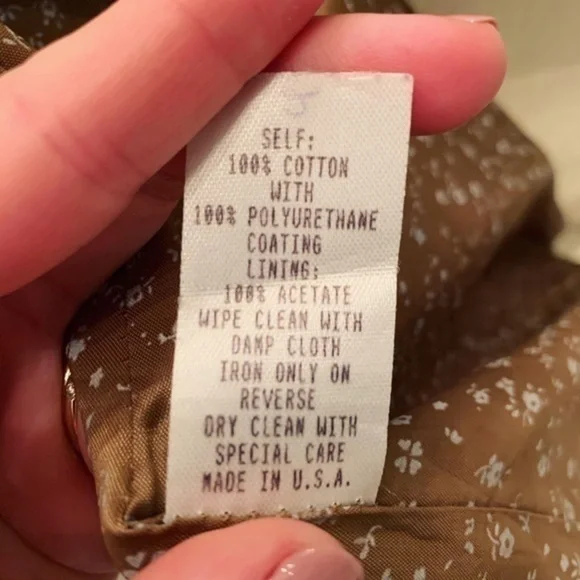 SELF:
100% COTTON
WITH
100% POLYURETHANE
COATING
LINING:
100% ACETATE
WIPE CLEAN WITH
DAMP CLOTH
IRON ONLY ON
REVERSE
DRY CLEAN WITH
SPECIAL CARE
MADE IN U.S.A.